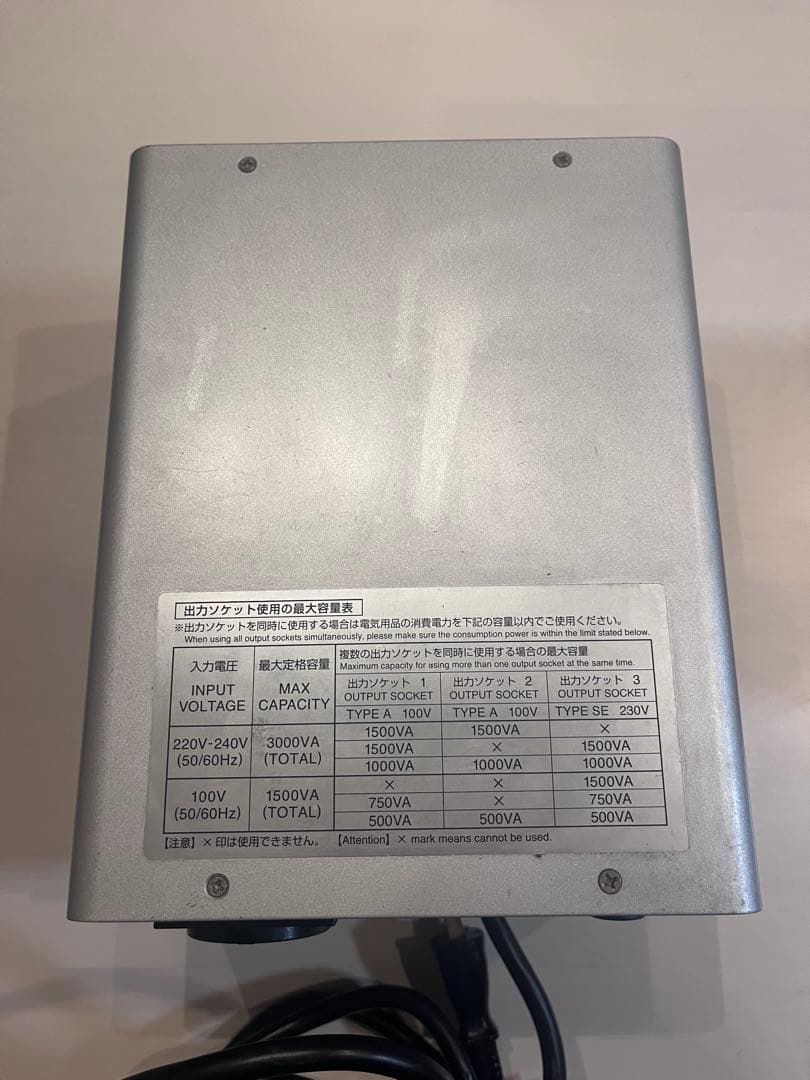 出力ソケット使用の最大容量表
※出力ソケットを同時に使用する場合は電気用品の消費電力を下記の容量以内でご使用ください。
When using all output sockets simultaneously, please make sure the consumption power is within the limit stated below.
入力電圧 最大定格容量 複数の出力ソケットを同時に使用する場合の最大容量
INPUT VOLTAGE MAX CAPACITY Maximum capacity for using more than one output socket at the same time.
出力ソケット 1 出力ソケット 2 出力ソケット 3
OUTPUT SOCKET OUTPUT SOCKET OUTPUT SOCKET
TYPE A 100V TYPE A 100V TYPE SE 230V
220V-240V (50/60Hz) 3000VA (TOTAL) 1500VA 1500VA ×
1500VA × 1500VA
1000VA 1000VA 1000VA
100V (50/60Hz) 1500VA (TOTAL) × × 1500VA
750VA × 750VA
500VA 500VA 500VA
【注意】×印は使用できません。 【Attention】× mark means cannot be used.